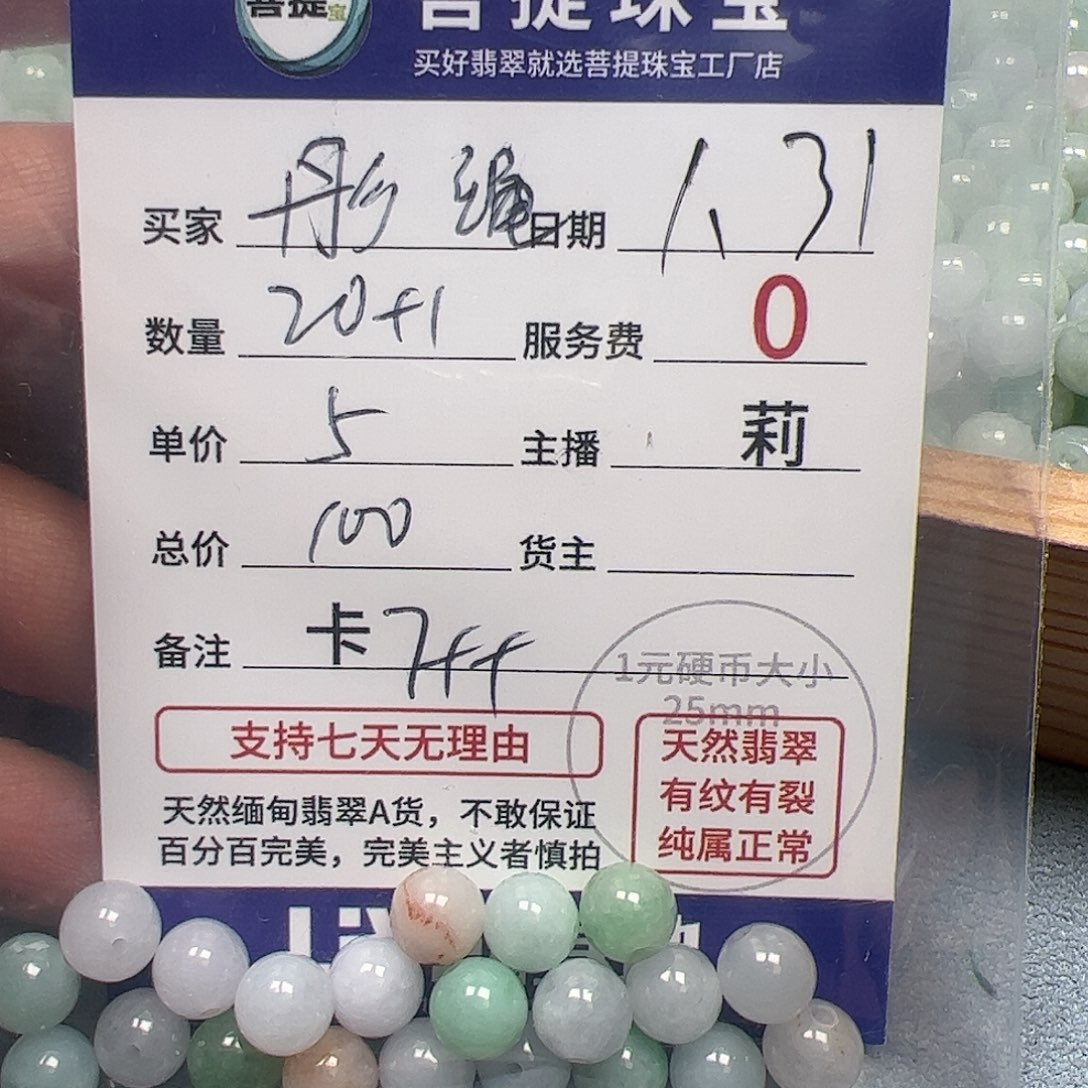 菩提宝
菩提珠宝
买好翡翠就选菩提珠宝工厂店
买家 彤 绳 日期 1、31
数量 20+1 服务费 0
单价 5 主播 莉
总价 100 货主
备注 卡 7++
1元硬币大小
25mm
支持七天无理由
天然翡翠
有纹有裂
纯属正常
天然缅甸翡翠A货，不敢保证
百分百完美，完美主义者慎拍